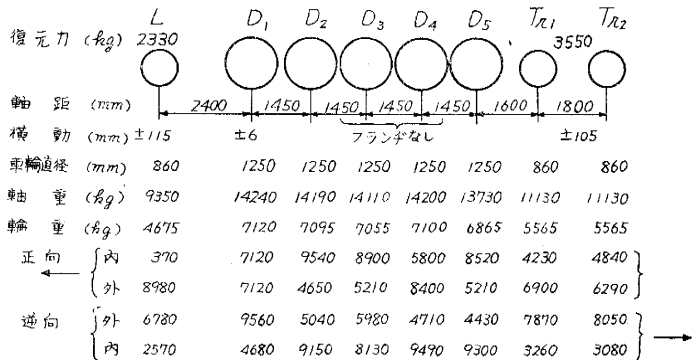 L D1 D2 D3 D4 D5 Tr1 Tr2
復元力 (kg) 2330 3550
軸距 (mm) 2400 1450 1450 1450 1450 1600 1800
横動 (mm) ±115 ±6 フランヂなし ±105
車輪直径 (mm) 860 1250 1250 1250 1250 1250 860 860
軸重 (kg) 9350 14240 14190 14110 14200 13730 11130 11130
輪重 (kg) 4675 7120 7095 7055 7100 6865 5565 5565
正向 内 370 7120 9540 8900 5800 8520 4230 4840
外 8980 7120 4650 5210 8400 5210 6900 6290
逆向 外 6780 9560 5040 5980 4710 4430 7870 8050
内 2570 4680 9150 8130 9490 9300 3260 3080